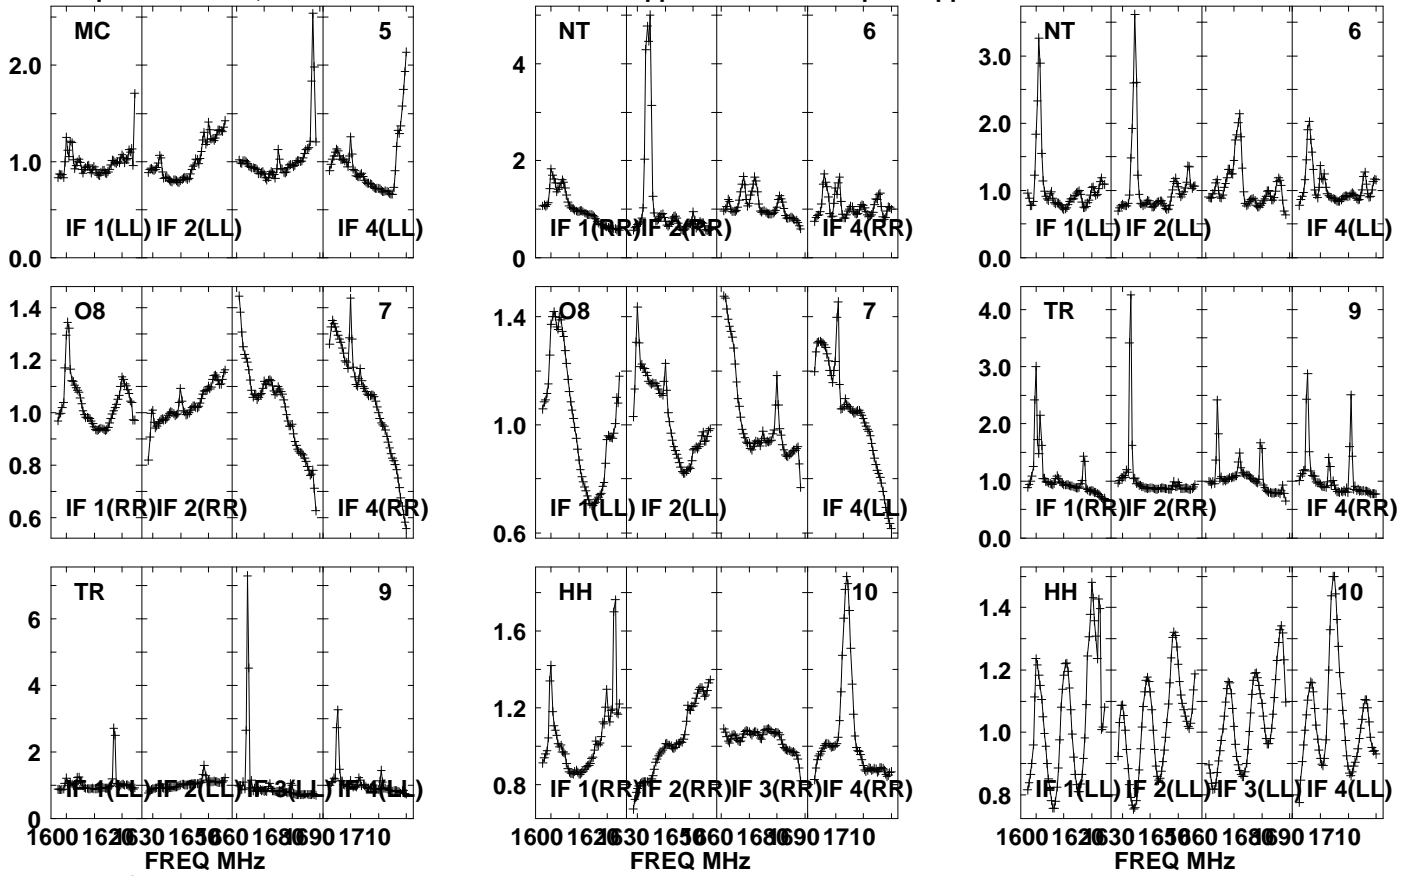 MC 5 NT 6 NT 6
2.0 4 3.0
2.0
1.0 2 1.0
IF 1(LL) IF 2(LL) IF 4(LL) IF 1(RR) IF 2(RR) IF 4(RR) IF 1(LL) IF 2(LL) IF 4(LL)
0.0 0 0.0
O8 7 O8 7 TR 9
1.4 1.4 4.0
1.2 3.0
1.0 1.0 2.0
0.8 1.0
IF 1(RR) IF 2(RR) IF 4(RR) IF 1(LL) IF 2(LL) IF 4(LL) IF 1(RR) IF 2(RR) IF 4(RR)
0.6 0.6 0.0
TR 9 HH 10 HH 10
6 1.6 1.4
4 1.2 1.2
2 1.0
0.8 0.8
IF 1(LL) IF 2(LL) IF 3(LL) IF 4(LL) IF 1(RR) IF 2(RR) IF 3(RR) IF 4(RR) IF 1(LL) IF 2(LL) IF 3(LL) IF 4(LL)
0
1600 1620 1630 1650 1660 1680 1690 1710 1600 1620 1630 1650 1660 1680 1690 1710 1600 1620 1630 1650 1660 1680 1690 1710
FREQ MHz FREQ MHz FREQ MHz